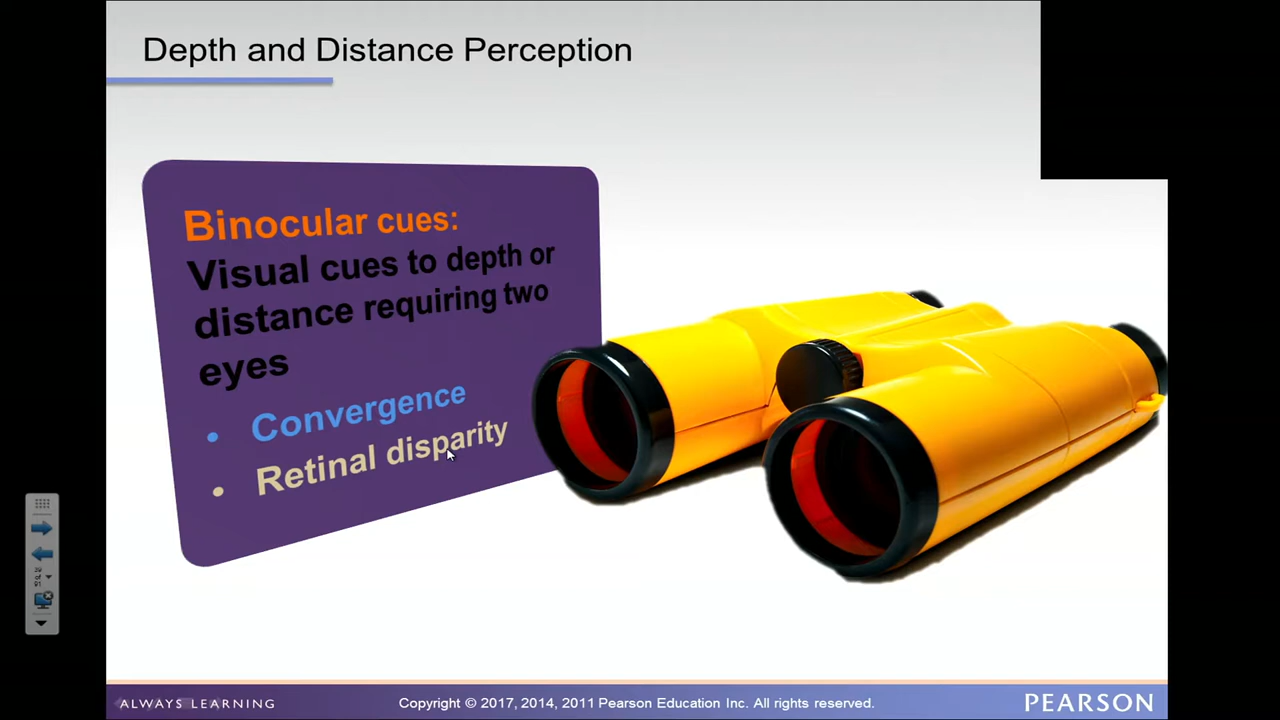 Depth and Distance Perception
Binocular cues:
Visual cues to depth or
distance requiring two
eyes
• Convergence
• Retinal disparity
ALWAYS LEARNING
Copyright © 2017, 2014, 2011 Pearson Education Inc. All rights reserved.
PEARSON